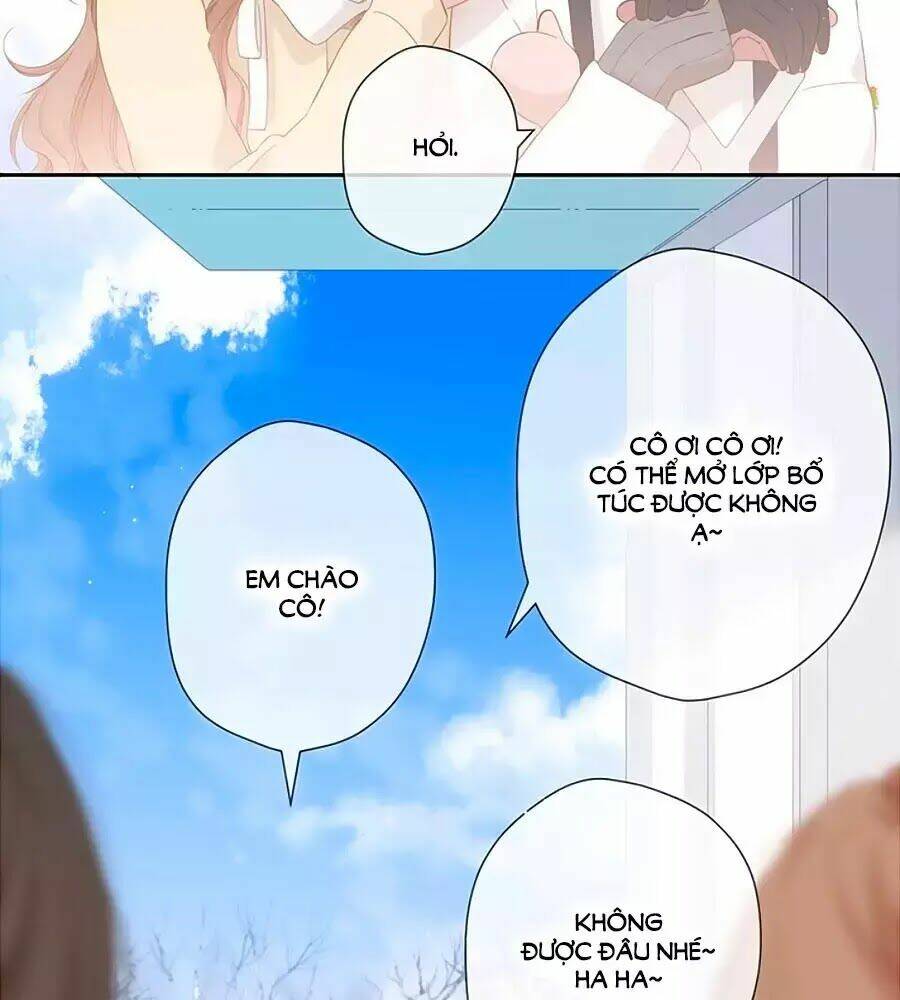 HỎI.
CÔ ƠI CÔ ƠI!
CÓ THỂ MỞ LỚP BỔ
TÚC ĐƯỢC KHÔNG
Ạ~
EM CHÀO
CÔ!
KHÔNG
ĐƯỢC ĐÂU NHÉ~
HA HA~